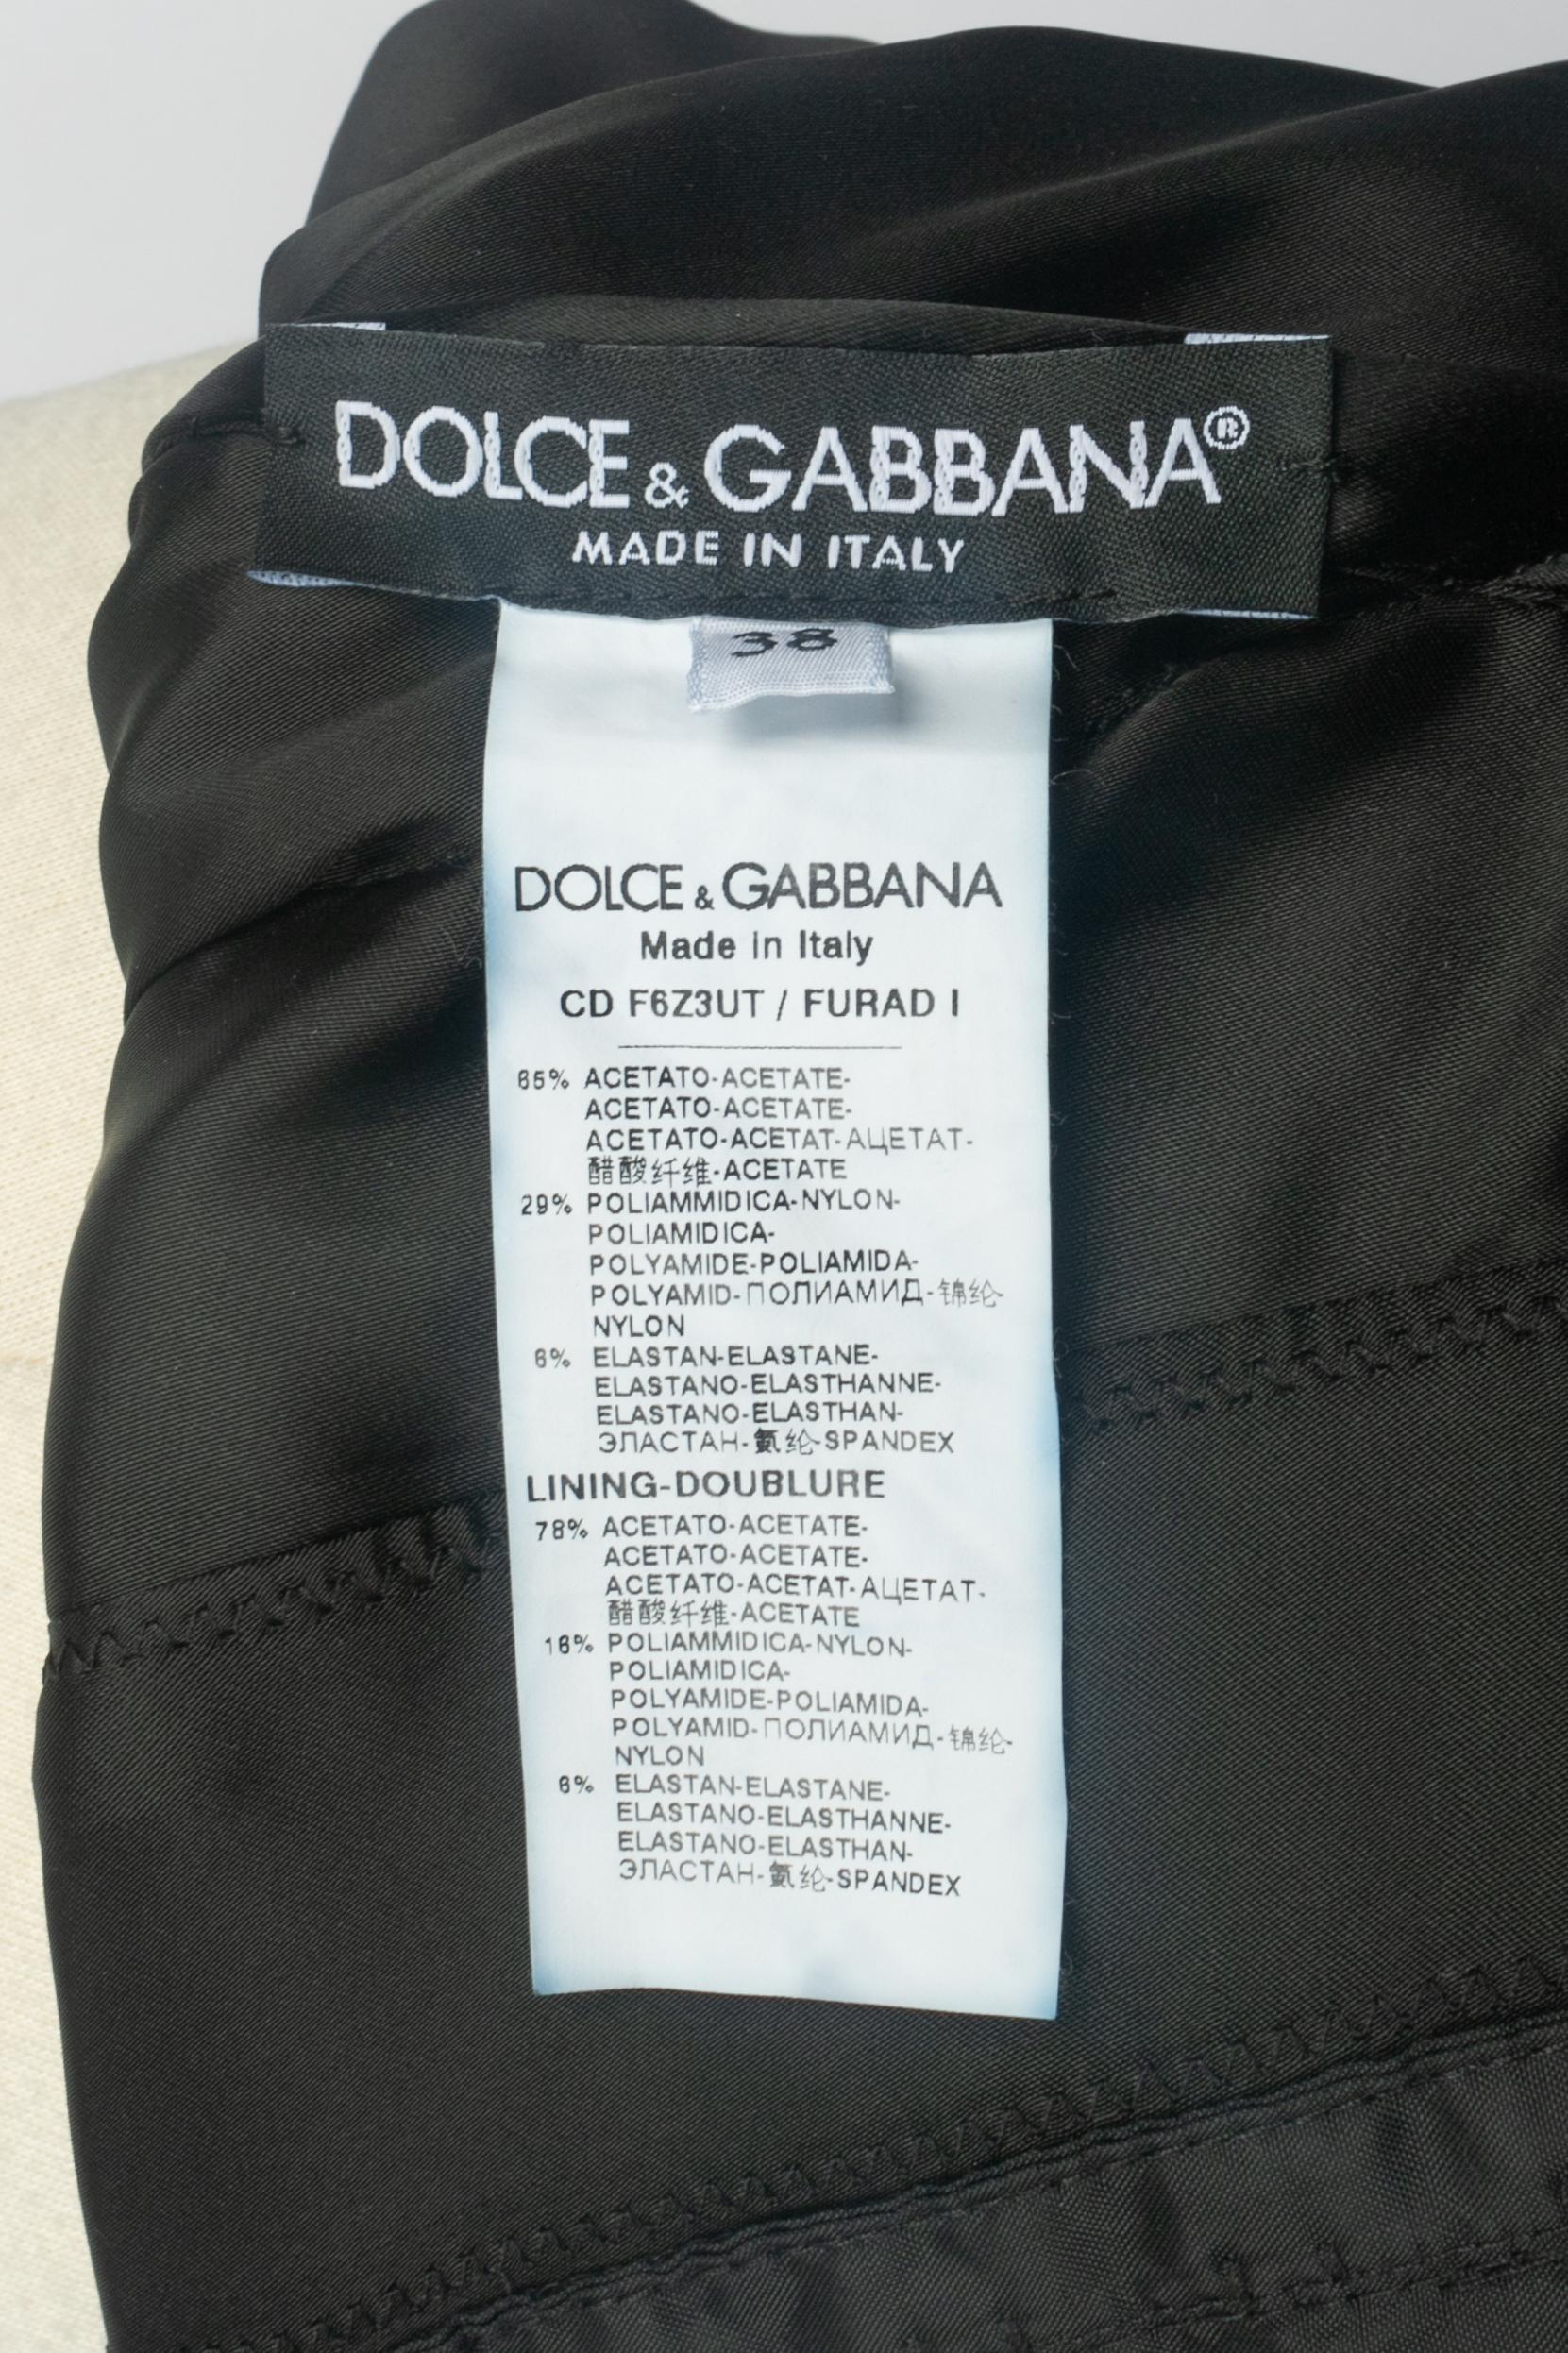 DOLCE & GABBANA®
MADE IN ITALY
38
DOLCE & GABBANA
Made in Italy
CD F6Z3UT / FURAD I
65% ACETATO-ACETATE-
ACETATO-ACETATE-
ACETATO-ACETAT-АЦЕТАТ-
醋酸纤维-ACETATE
29% POLIAMMIDICA-NYLON-
POLIAMIDICA-
POLYAMIDE-POLIAMIDA-
POLYAMID-ПОЛИАМИД-锦纶-
NYLON
6% ELASTAN-ELASTANE-
ELASTANO-ELASTHANNE-
ELASTANO-ELASTHAN-
ЭЛАСТАН-氨纶-SPANDEX
LINING-DOUBLURE
78% ACETATO-ACETATE-
ACETATO-ACETATE-
ACETATO-ACETAT-АЦЕТАТ-
醋酸纤维-ACETATE
16% POLIAMMIDICA-NYLON-
POLIAMIDICA-
POLYAMIDE-POLIAMIDA-
POLYAMID-ПОЛИАМИД-锦纶-
NYLON
6% ELASTAN-ELASTANE-
ELASTANO-ELASTHANNE-
ELASTANO-ELASTHAN-
ЭЛАСТАН-氨纶-SPANDEX